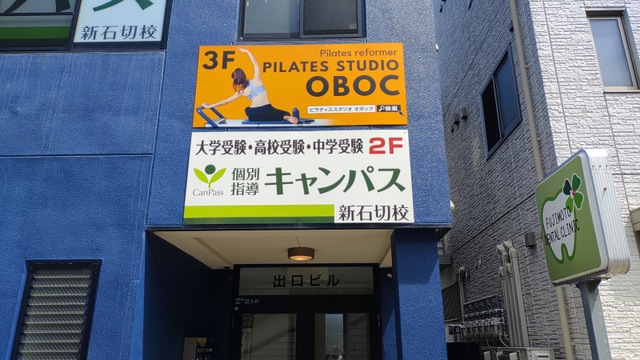 新石切校
3F
Pilates reformer
PILATES STUDIO
OBOC
ピラティススタジオ オボック 検索
大学受験・高校受験・中学受験 2F
CanPass
個別指導 キャンパス
新石切校
出口ビル
FUJIMOTO
DENTAL CLINIC